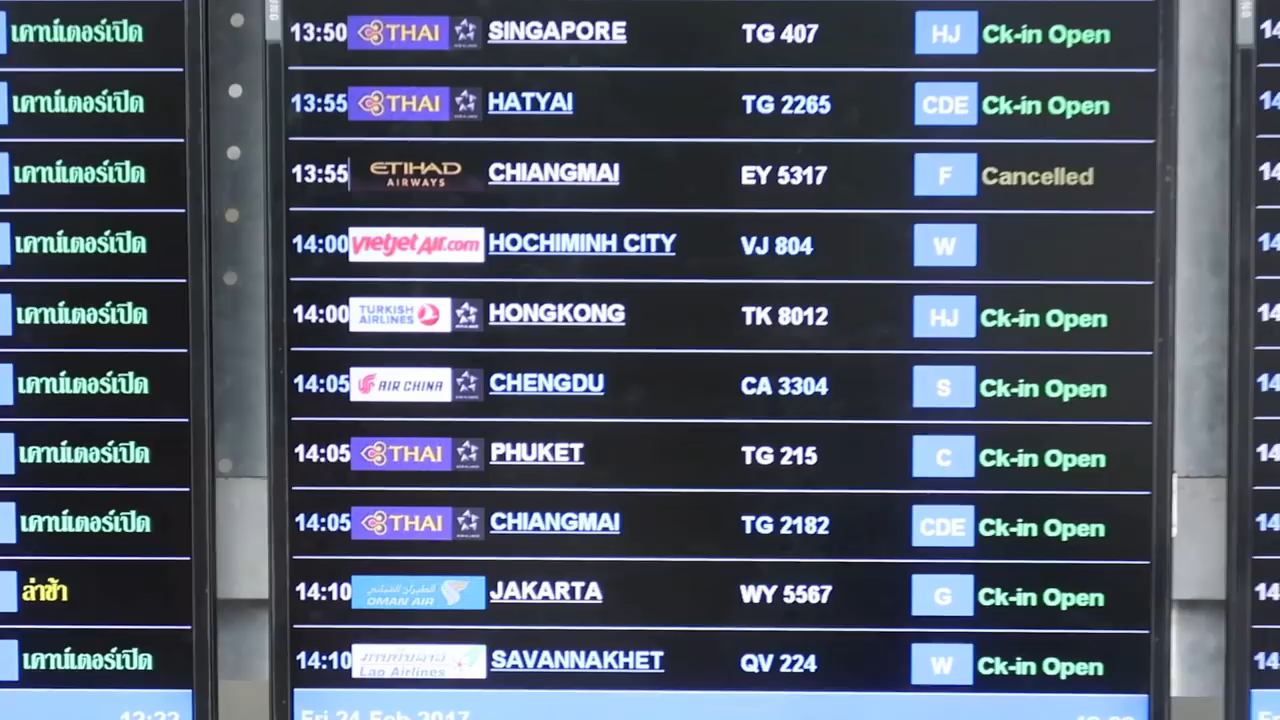 เคาน์เตอร์เปิด
เคาน์เตอร์เปิด
เคาน์เตอร์เปิด
เคาน์เตอร์เปิด
เคาน์เตอร์เปิด
เคาน์เตอร์เปิด
เคาน์เตอร์เปิด
เคาน์เตอร์เปิด
ล่าช้า
เคาน์เตอร์เปิด
13:50 THAI SINGAPORE TG 407 HJ Ck-in Open
13:55 THAI HATYAI TG 2265 CDE Ck-in Open
13:55 ETIHAD AIRWAYS CHIANGMAI EY 5317 F Cancelled
14:00 vietjetAir.com HOCHIMINH CITY VJ 804 W
14:00 TURKISH AIRLINES HONGKONG TK 8012 HJ Ck-in Open
14:05 AIR CHINA CHENGDU CA 3304 S Ck-in Open
14:05 THAI PHUKET TG 215 C Ck-in Open
14:05 THAI CHIANGMAI TG 2182 CDE Ck-in Open
14:10 الطيران العماني OMAN AIR JAKARTA WY 5567 G Ck-in Open
14:10 Lao Airlines SAVANNAKHET QV 224 W Ck-in Open
Fri 24 Feb 2017